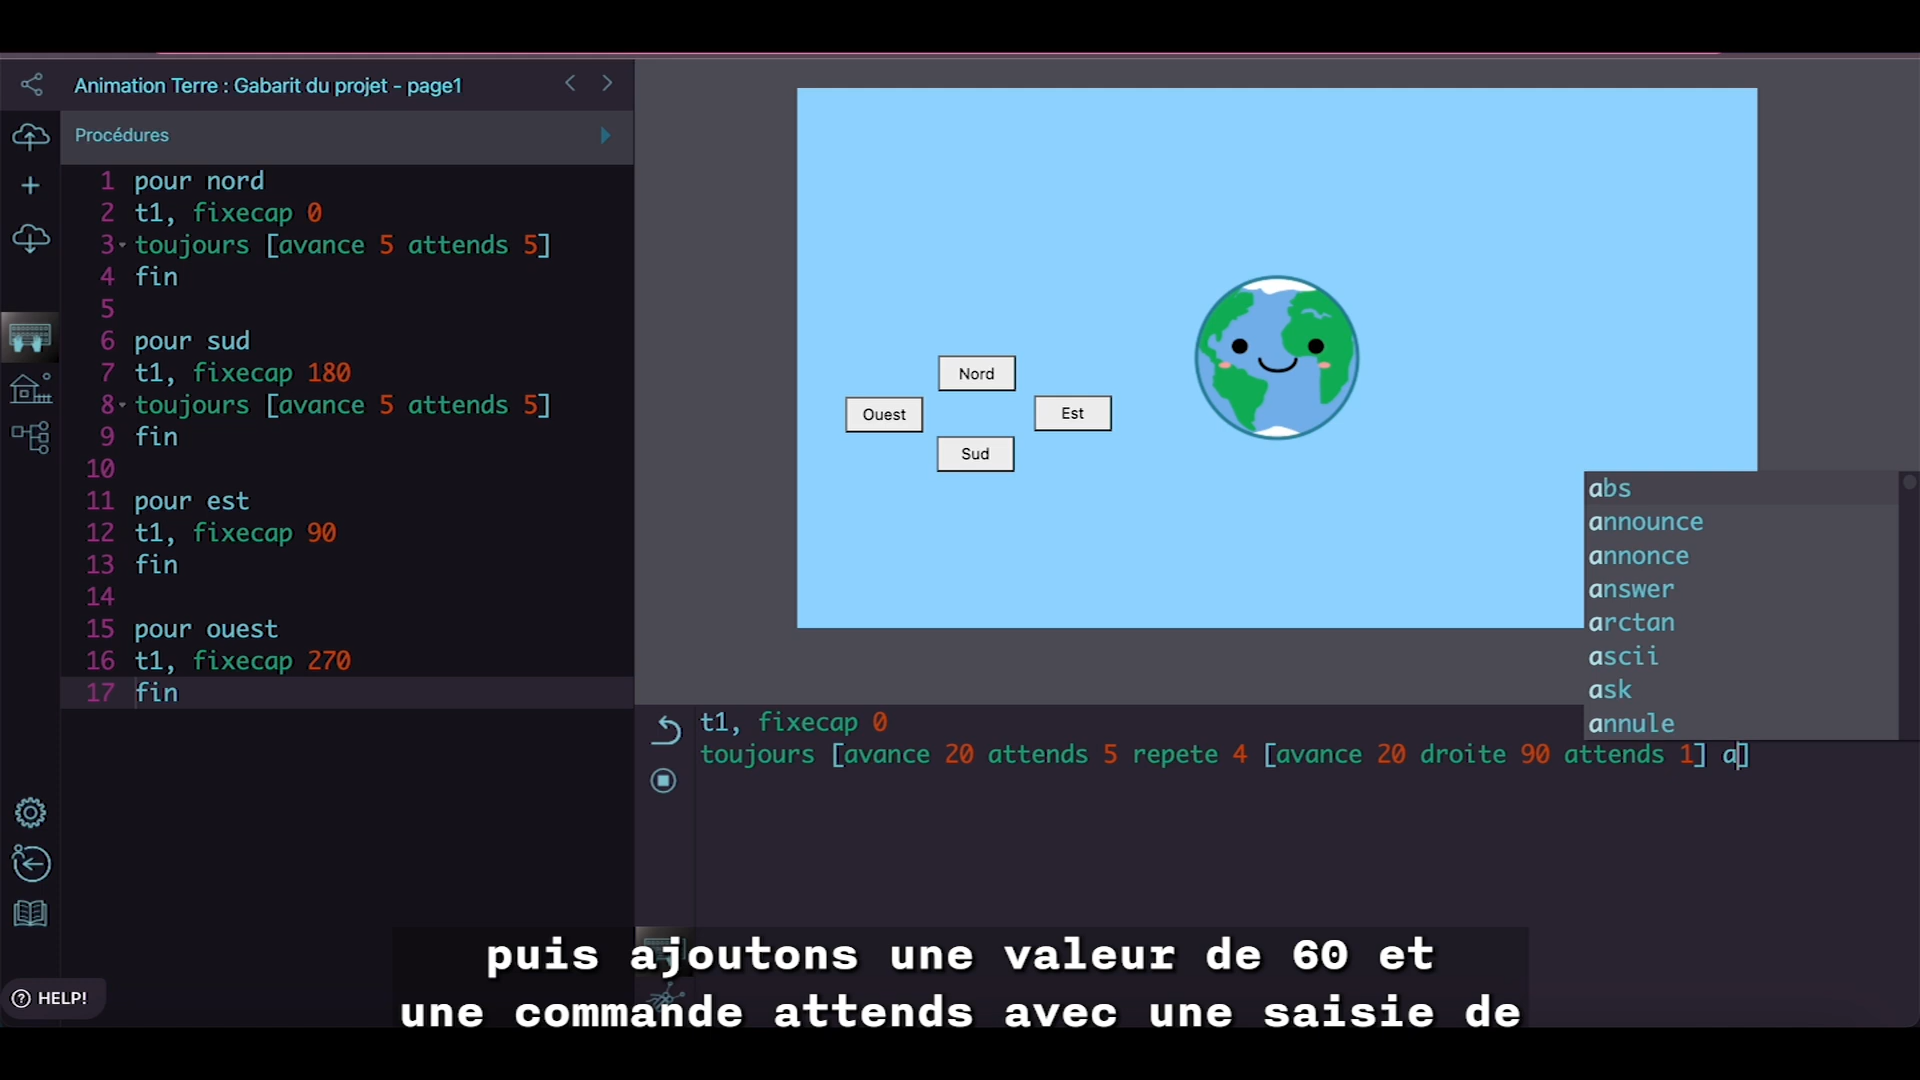 Animation Terre : Gabarit du projet - page1
Procédures
1 pour nord
2 t1, fixecap 0
3 toujours [avance 5 attends 5]
4 fin
5
6 pour sud
7 t1, fixecap 180
8 toujours [avance 5 attends 5]
9 fin
10
11 pour est
12 t1, fixecap 90
13 fin
14
15 pour ouest
16 t1, fixecap 270
17 fin
HELP!
Nord
Ouest
Est
Sud
abs
announce
annonce
answer
arctan
ascii
ask
annule
t1, fixecap 0
toujours [avance 20 attends 5 repete 4 [avance 20 droite 90 attends 1] a]
puis ajoutons une valeur de 60 et
une commande attends avec une saisie de